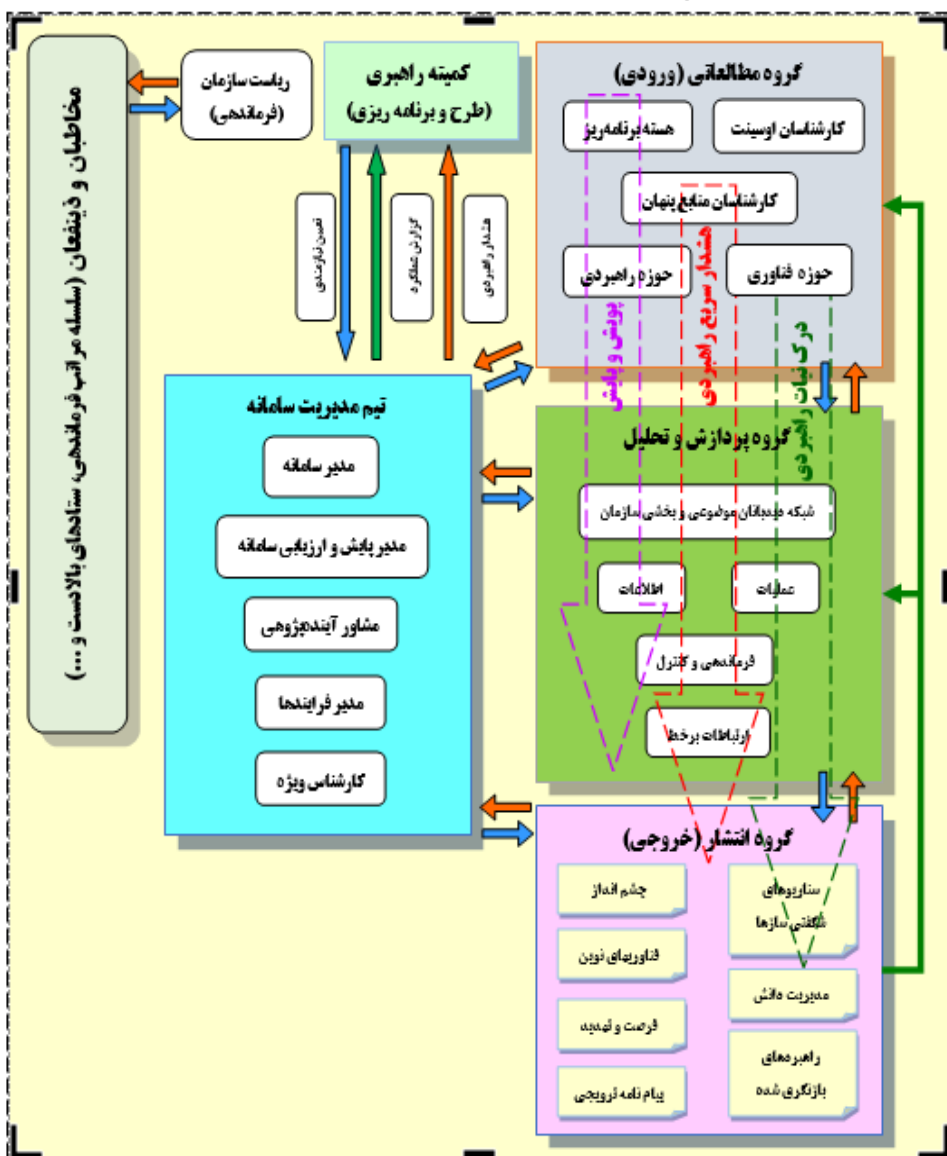 گروه مطالعاتی (ورودی)
کارشناسان اوسینت
هسته برنامه‌ریز
کارشناسان منابع پنهان
حوزه فناوری
حوزه راهبردی
پویش و پایش
هشدار سریع راهبردی
درک نیات راهبردی
کمیته راهبری
(طرح و برنامه ریزی)
ریاست سازمان
(فرماندهی)
مخاطبان و ذینفعان (سلسله مراتب فرماندهی، ستادهای بالادست و ...)
هشدار راهبردی
گزارش عملکرد
تعیین نیازمندی
گروه پردازش و تحلیل
شبکه دیده‌بانان موضوعی و بخشی سازمان
عملیات
اطلاعات
فرماندهی و کنترل
ارتباطات برخط
تیم مدیریت سامانه
مدیر سامانه
مدیر پایش و ارزیابی سامانه
مشاور آینده‌پژوهی
مدیر فرایندها
کارشناس ویژه
گروه انتشار (خروجی)
سناریوهای
شگفتی سازها
مدیریت دانش
راهبردهای
بازنگری شده
چشم انداز
فناوریهای نوین
فرصت و تهدید
پیام نامه ترویجی